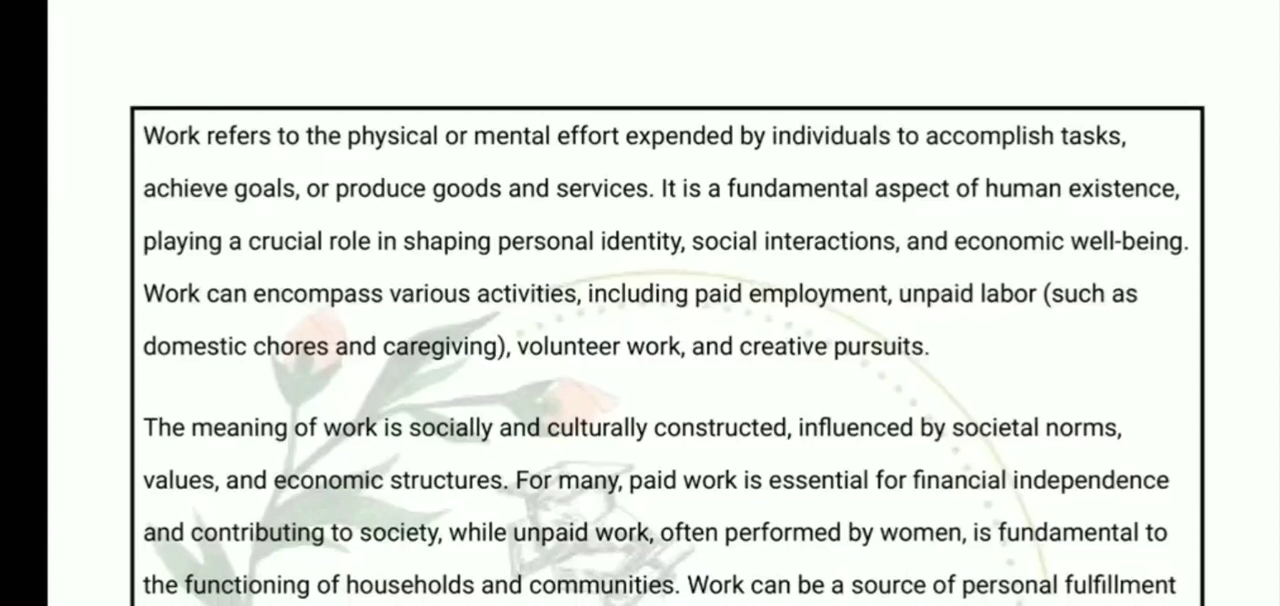 Work refers to the physical or mental effort expended by individuals to accomplish tasks,
achieve goals, or produce goods and services. It is a fundamental aspect of human existence,
playing a crucial role in shaping personal identity, social interactions, and economic well-being.
Work can encompass various activities, including paid employment, unpaid labor (such as
domestic chores and caregiving), volunteer work, and creative pursuits.
The meaning of work is socially and culturally constructed, influenced by societal norms,
values, and economic structures. For many, paid work is essential for financial independence
and contributing to society, while unpaid work, often performed by women, is fundamental to
the functioning of households and communities. Work can be a source of personal fulfillment